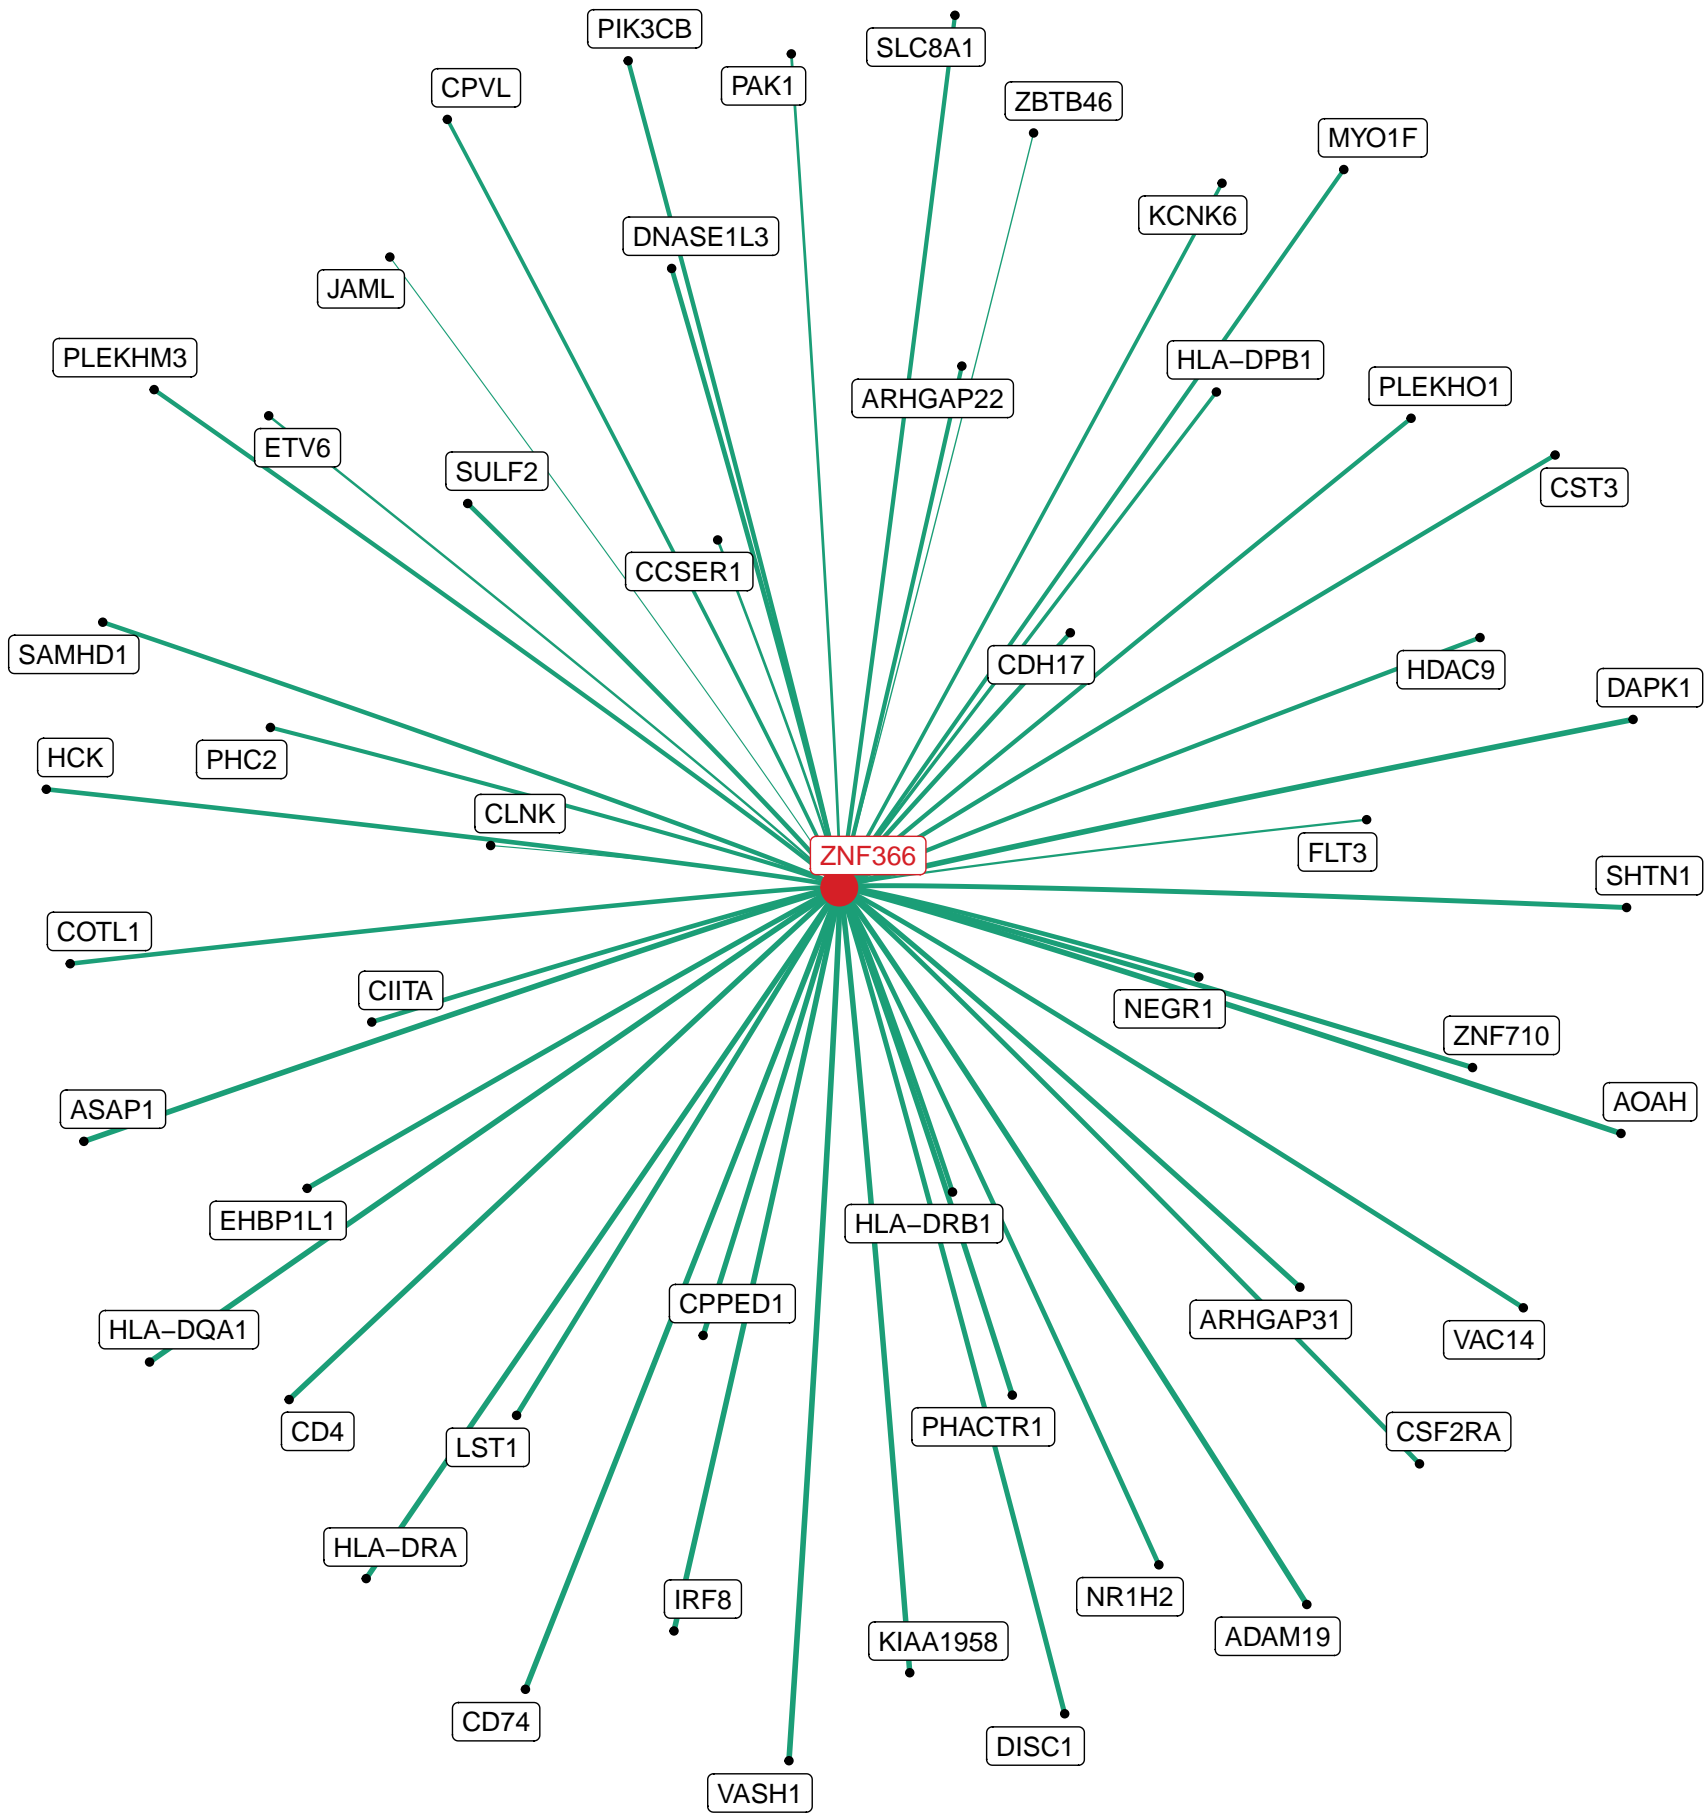 PIK3CB
SLC8A1
CPVL
PAK1
ZBTB46
MYO1F
KCNK6
DNASE1L3
JAML
PLEKHM3
HLA−DPB1
PLEKHO1
ARHGAP22
ETV6
SULF2
CST3
CCSER1
SAMHD1
CDH17
HDAC9
DAPK1
HCK
PHC2
CLNK
ZNF366
FLT3
SHTN1
COTL1
CIITA
NEGR1
ZNF710
ASAP1
AOAH
EHBP1L1
HLA−DRB1
CPPED1
ARHGAP31
HLA−DQA1
VAC14
CD4
PHACTR1
CSF2RA
LST1
HLA−DRA
NR1H2
IRF8
ADAM19
KIAA1958
CD74
DISC1
VASH1